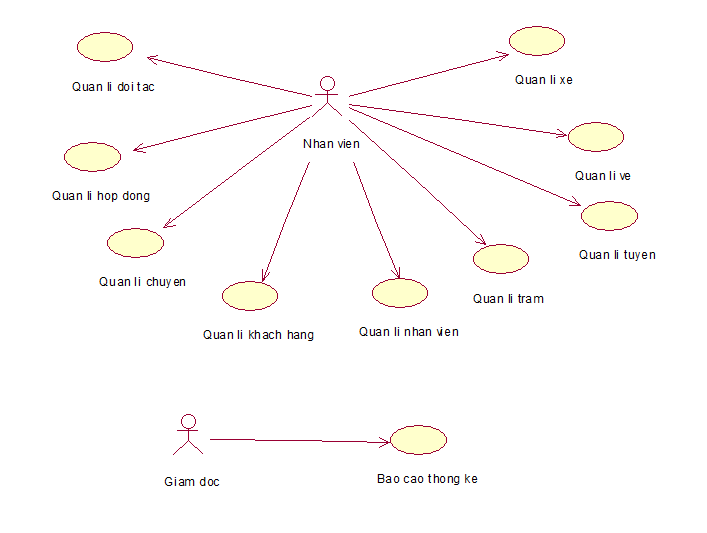 Quan li doi tac
Quan li xe
Nhan vien
Quan li ve
Quan li hop dong
Quan li tuyen
Quan li chuyen
Quan li tram
Quan li khach hang
Quan li nhan vien
Giam doc
Bao cao thong ke